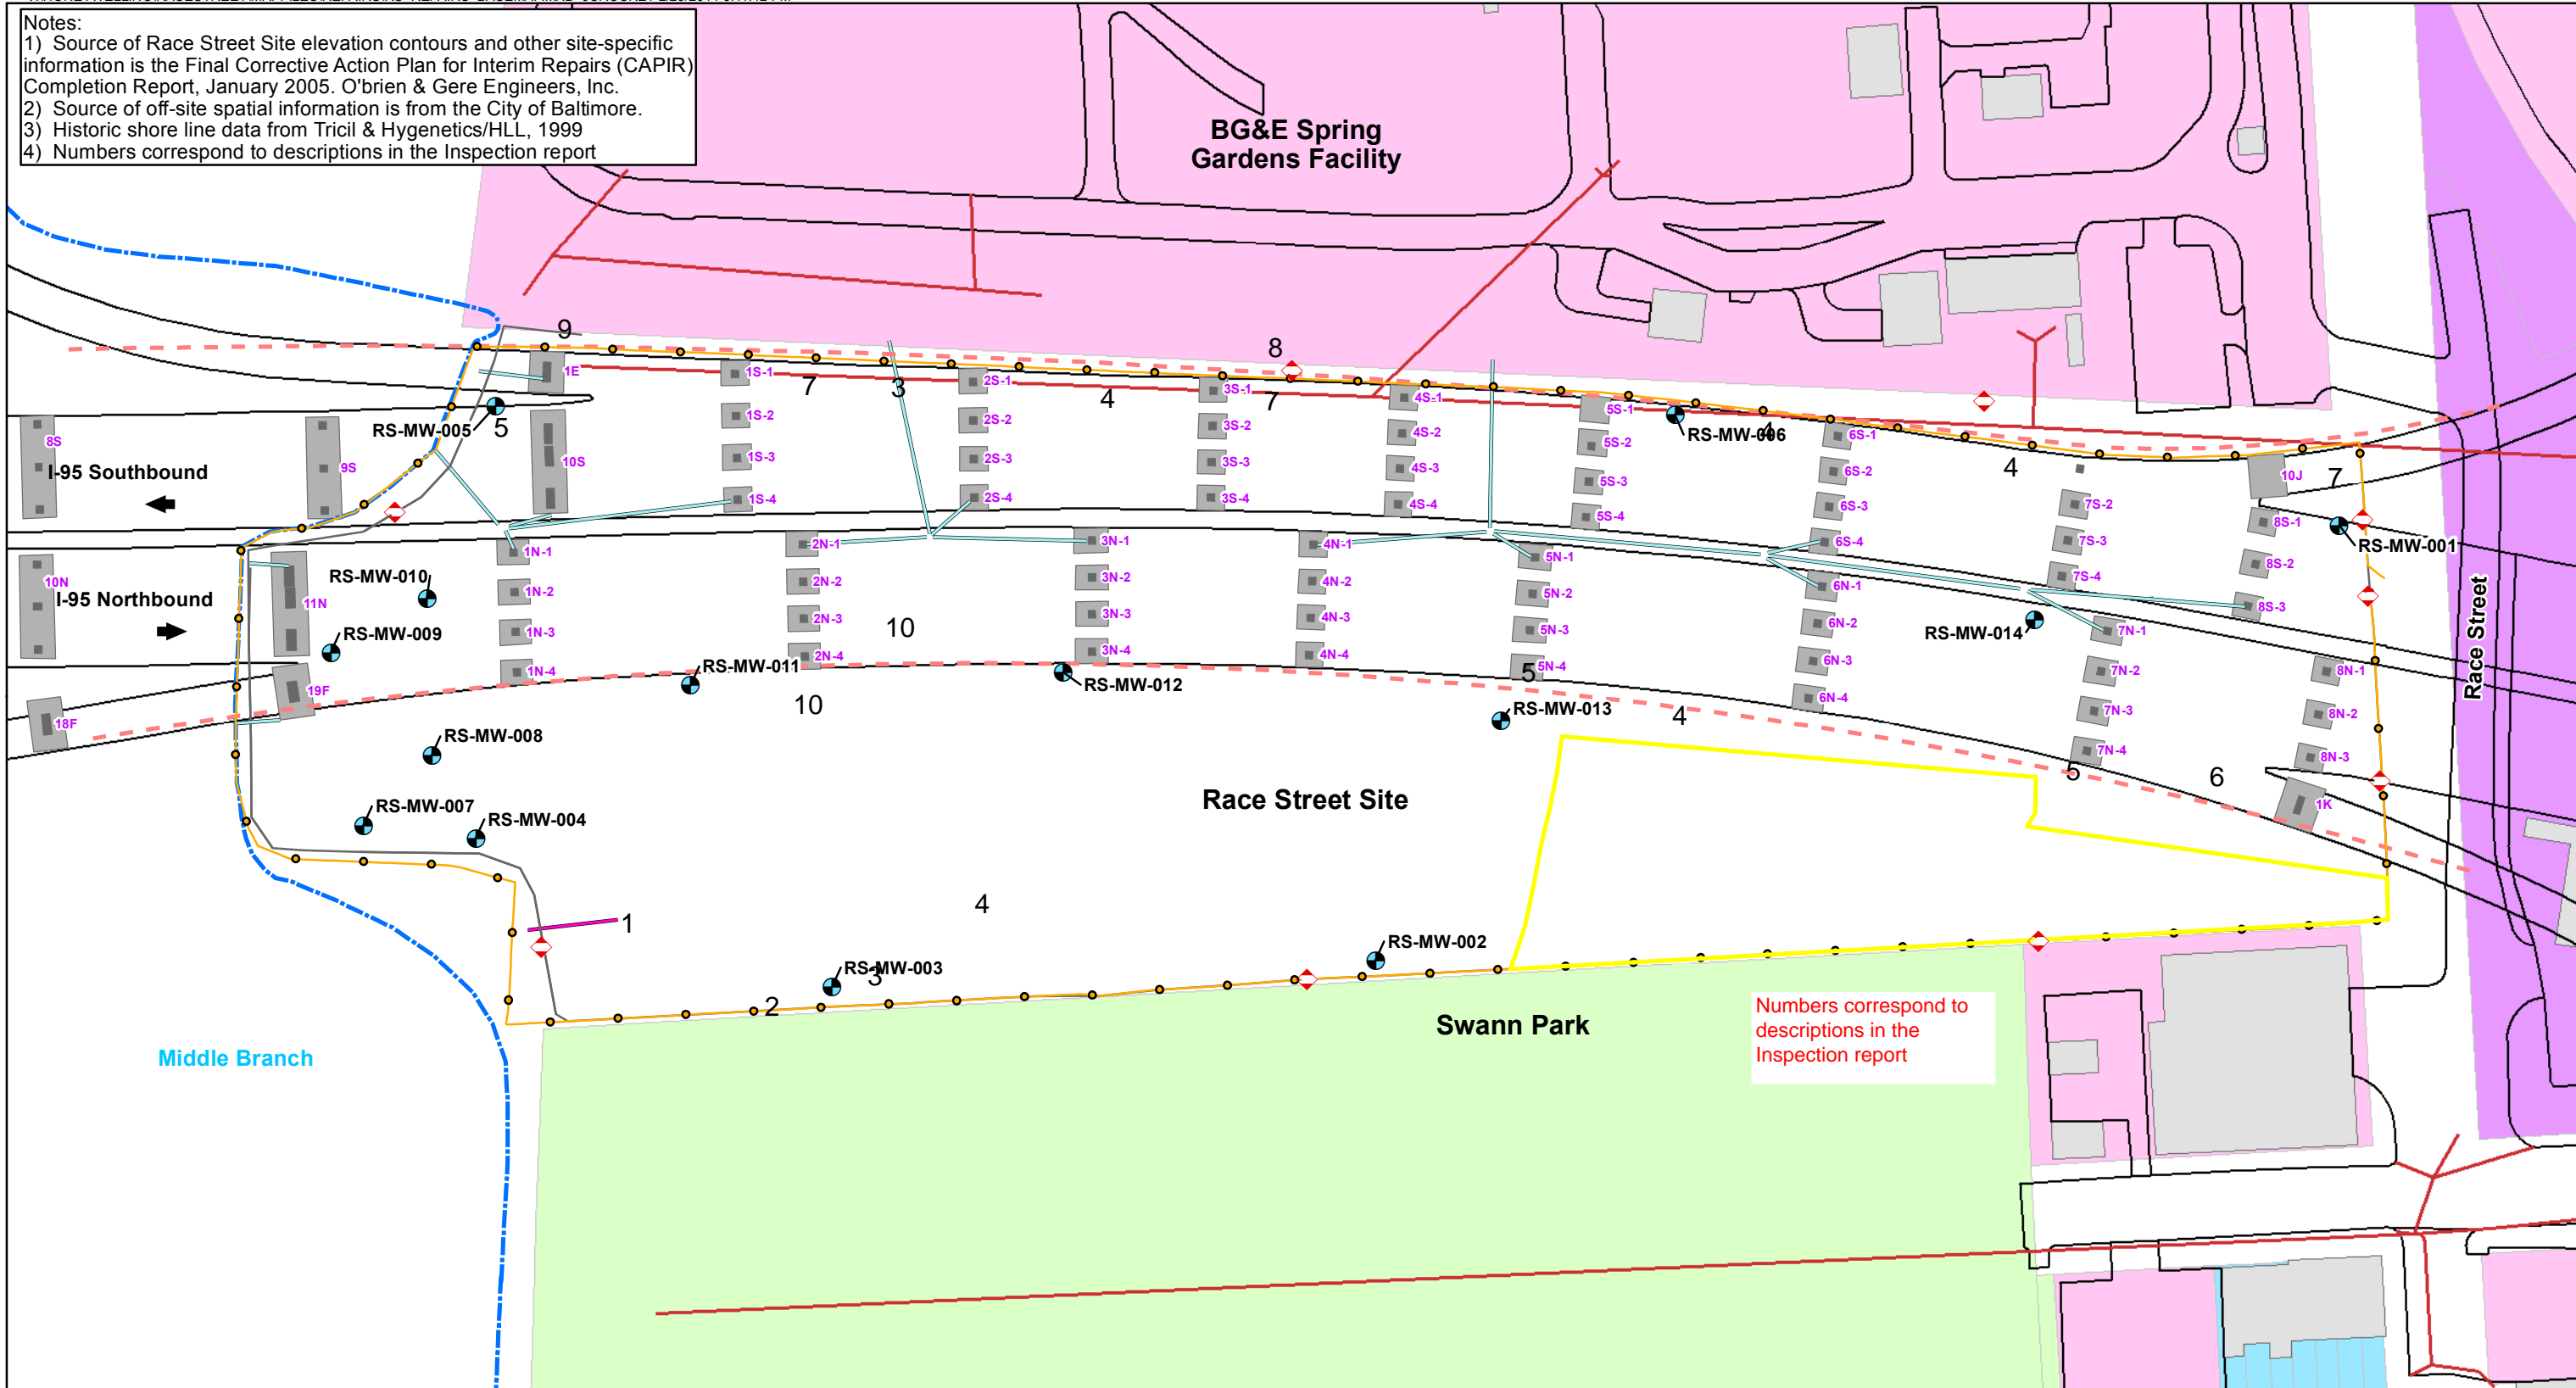 Notes:
1) Source of Race Street Site elevation contours and other site-specific
information is the Final Corrective Action Plan for Interim Repairs (CAPIR)
Completion Report, January 2005. O'brien & Gere Engineers, Inc.
2) Source of off-site spatial information is from the City of Baltimore.
3) Historic shore line data from Tricil & Hygenetics/HLL, 1999
4) Numbers correspond to descriptions in the Inspection report
BG&E Spring
Gardens Facility
9
8
1E
1S-1
7
3
2S-1
4
3S-1
7
4S-1
5S-1
4
6S-1
4
7
10J
RS-MW-005
5
RS-MW-006
1S-2
2S-2
3S-2
4S-2
5S-2
6S-2
7S-2
8S-1
8S
9S
10S
1S-3
2S-3
3S-3
4S-3
5S-3
6S-3
7S-3
8S-2
I-95 Southbound
1S-4
2S-4
3S-4
4S-4
5S-4
6S-4
7S-4
8S-3
RS-MW-001
1N-1
2N-1
3N-1
4N-1
5N-1
6N-1
7N-1
8N-1
10N
I-95 Northbound
11N
RS-MW-010
1N-2
2N-2
3N-2
4N-2
5N-2
6N-2
7N-2
8N-2
RS-MW-009
1N-3
2N-3
10
3N-3
4N-3
5N-3
6N-3
7N-3
8N-3
RS-MW-014
Race Street
1N-4
2N-4
3N-4
4N-4
5N-4
5
6N-4
7N-4
18F
19F
RS-MW-011
10
RS-MW-012
RS-MW-013
4
5
6
1K
RS-MW-008
RS-MW-007
RS-MW-004
Race Street Site
1
4
RS-MW-003
3
2
RS-MW-002
Swann Park
Numbers correspond to
descriptions in the
Inspection report
Middle Branch